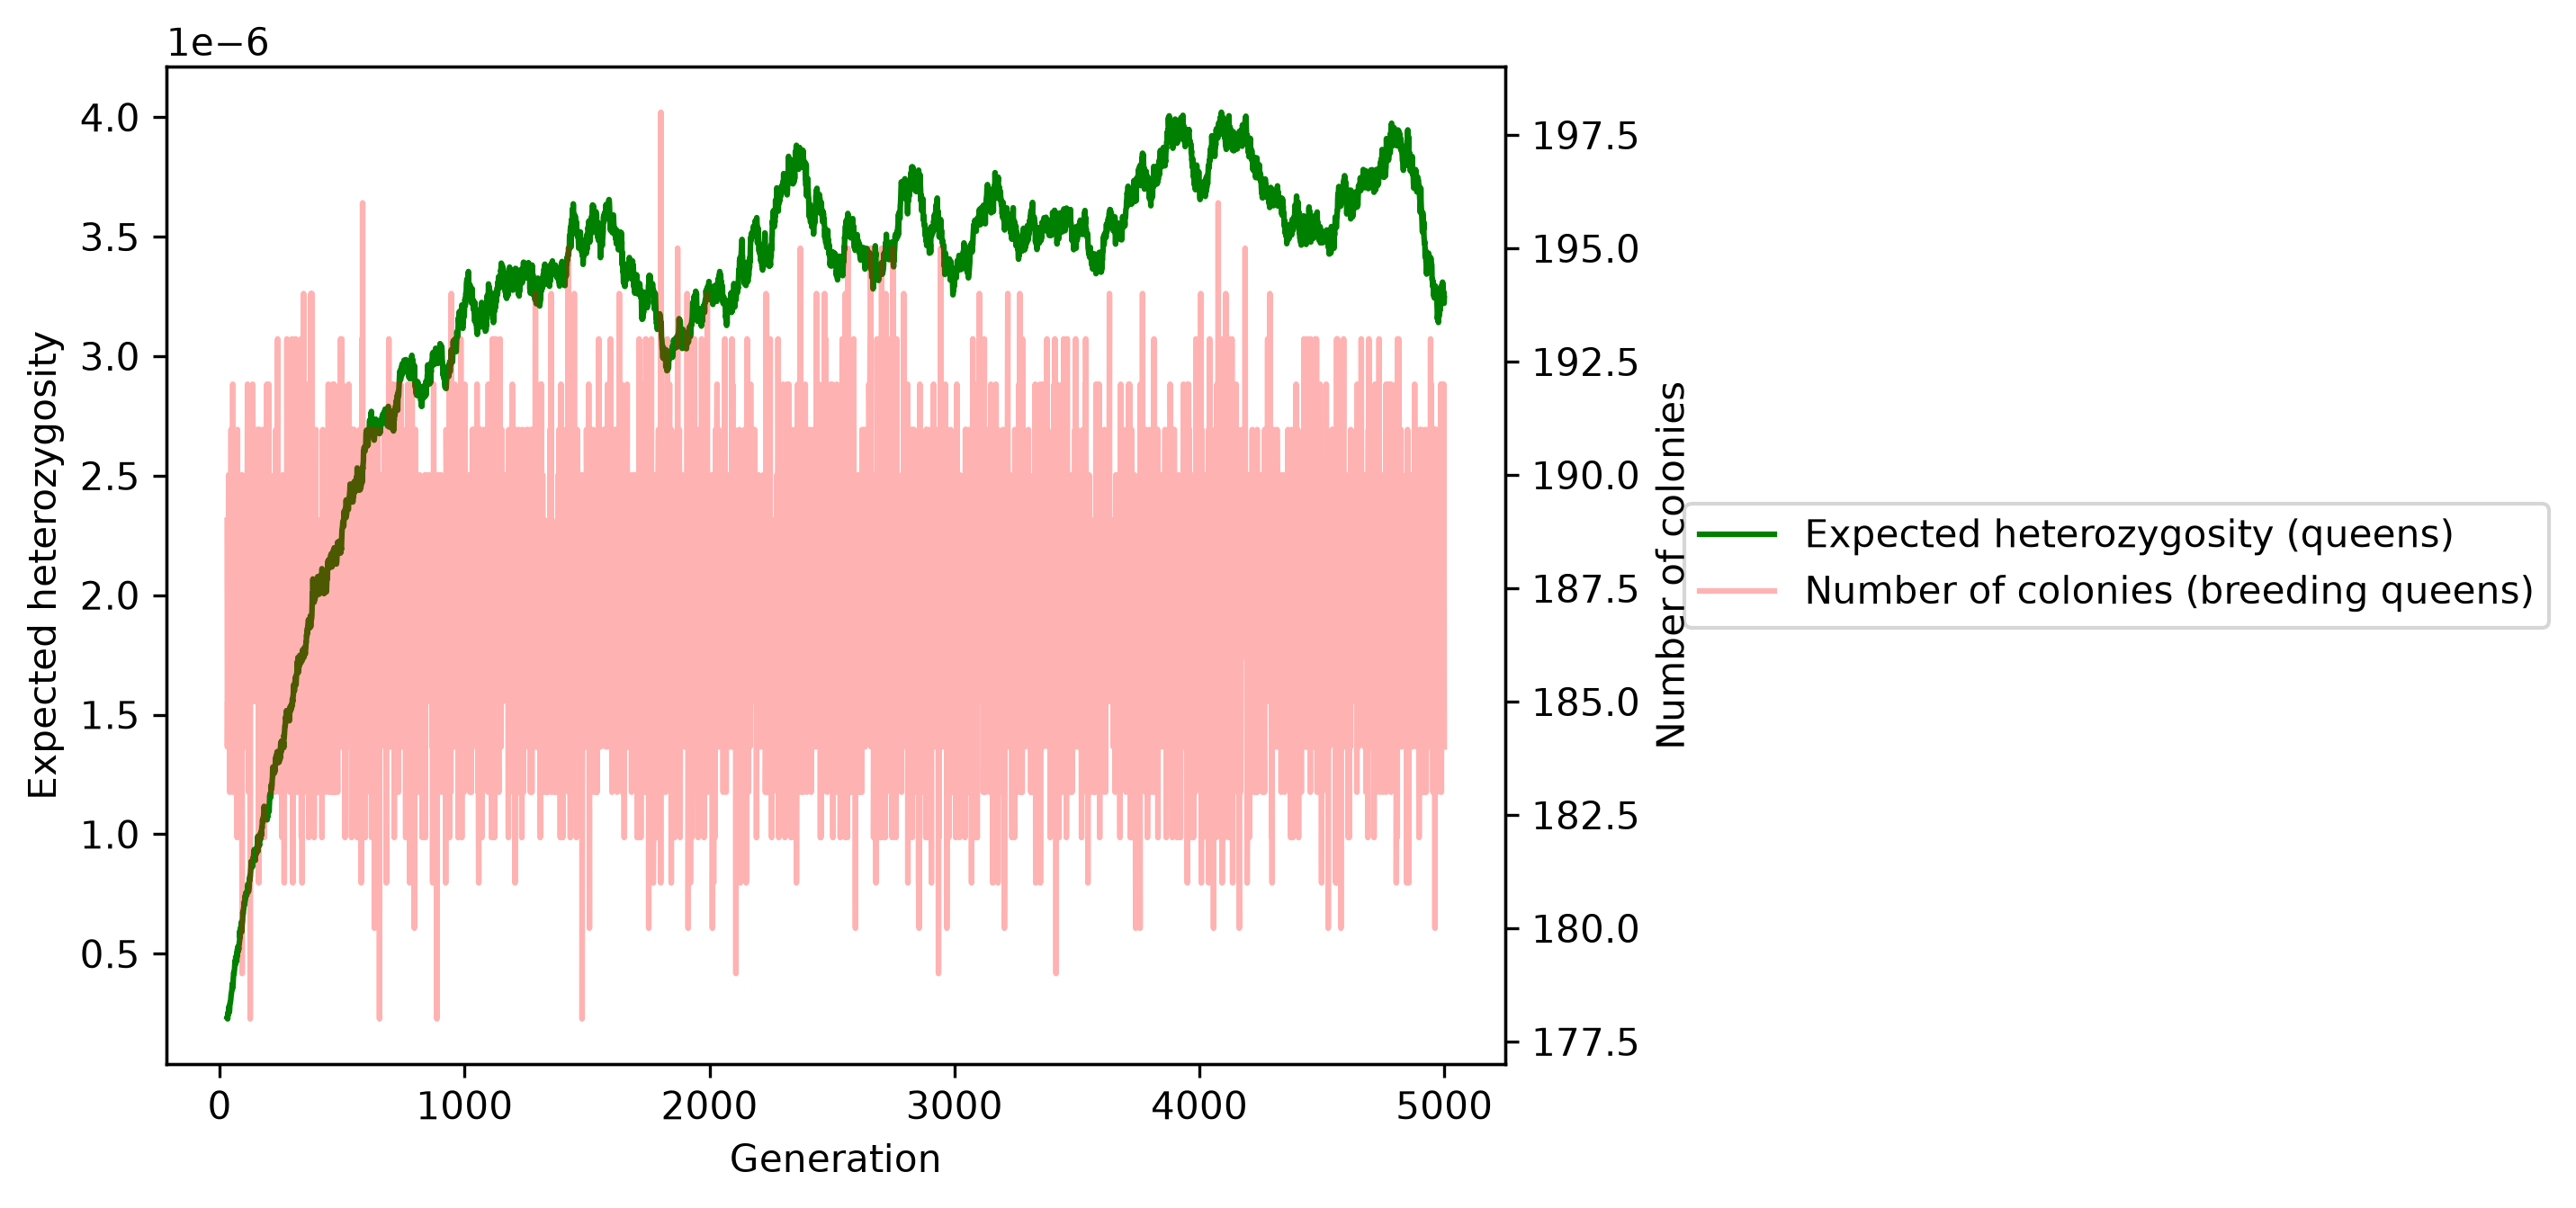 1e−6
4.0
3.5
3.0
2.5
2.0
1.5
1.0
0.5
Expected heterozygosity
0 1000 2000 3000 4000 5000
Generation
197.5
195.0
192.5
190.0
187.5
185.0
182.5
180.0
177.5
Number of colonies
Expected heterozygosity (queens)
Number of colonies (breeding queens)